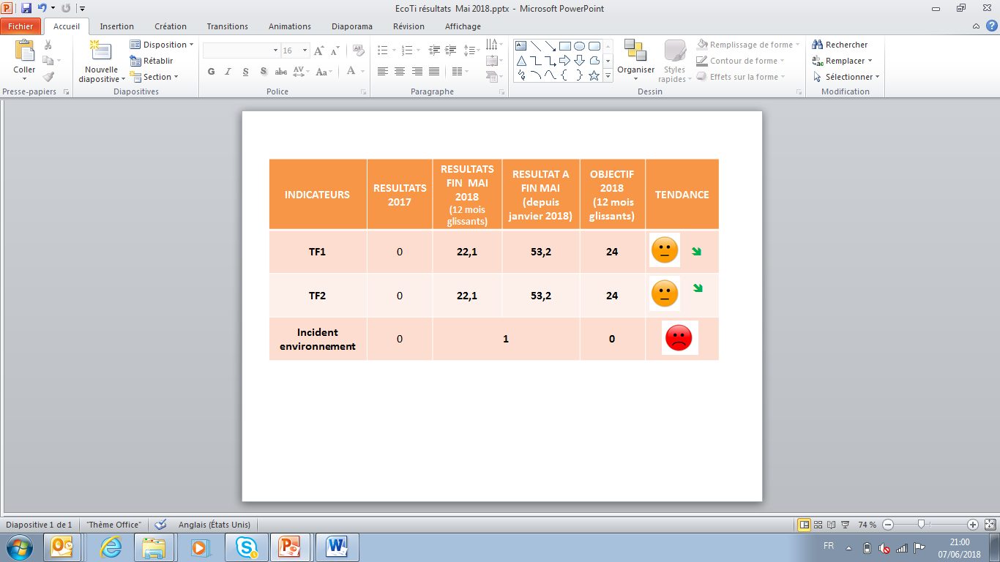 EcoTi résultats  Mai 2018.pptx  -  Microsoft PowerPoint
Fichier Accueil Insertion Création Transitions Animations Diaporama Révision Affichage
Coller
Presse-papiers
Nouvelle
diapositive
Disposition
Rétablir
Section
Diapositives
16
G I S S abc AV Aa A
Police
Paragraphe
Organiser
Styles
rapides
Remplissage de forme
Contour de forme
Effets sur la forme
Dessin
Rechercher
Remplacer
Sélectionner
Modification
INDICATEURS
RESULTATS
2017
RESULTATS
FIN  MAI
2018
(12 mois
glissants)
RESULTAT A
FIN MAI
(depuis
janvier 2018)
OBJECTIF
2018
(12 mois
glissants)
TENDANCE
TF1 0 22,1 53,2 24
TF2 0 22,1 53,2 24
Incident
environnement
0 1 0
Diapositive 1 de 1 "Thème Office" Anglais (États Unis) 74 %
FR
21:00
07/06/2018